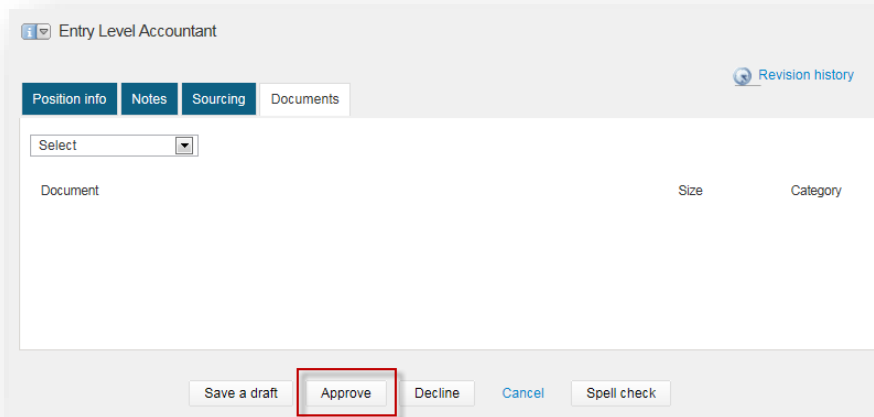 Entry Level Accountant
Revision history
Position info Notes Sourcing Documents
Select
Document Size Category
Save a draft Approve Decline Cancel Spell check